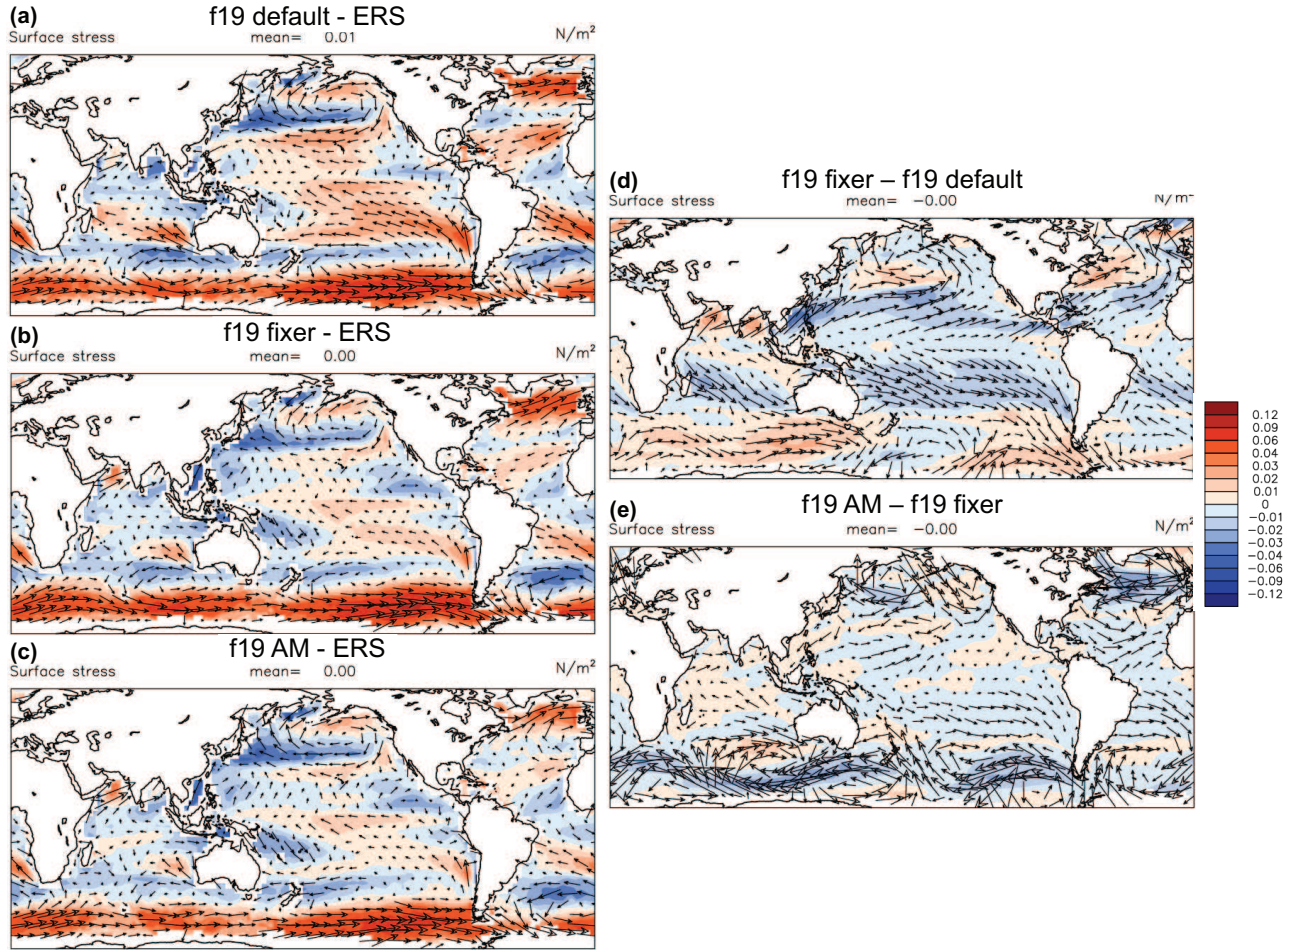 (a)
f19 default - ERS
Surface stress mean= 0.01 N/m²
(b)
f19 fixer - ERS
Surface stress mean= 0.00 N/m²
(c)
f19 AM - ERS
Surface stress mean= 0.00 N/m²
(d)
f19 fixer – f19 default
Surface stress mean= −0.00 N/m²
(e)
f19 AM – f19 fixer
Surface stress mean= −0.00 N/m²
0.12
0.09
0.06
0.04
0.03
0.02
0.01
0
−0.01
−0.02
−0.03
−0.04
−0.06
−0.09
−0.12